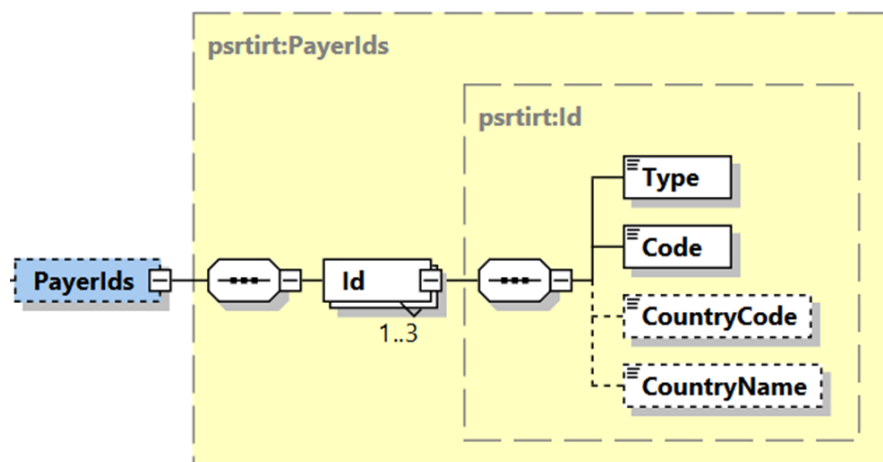 psrtirt:PayerIds
psrtirt:Id
Type
Code
PayerIds
Id
1..3
CountryCode
CountryName